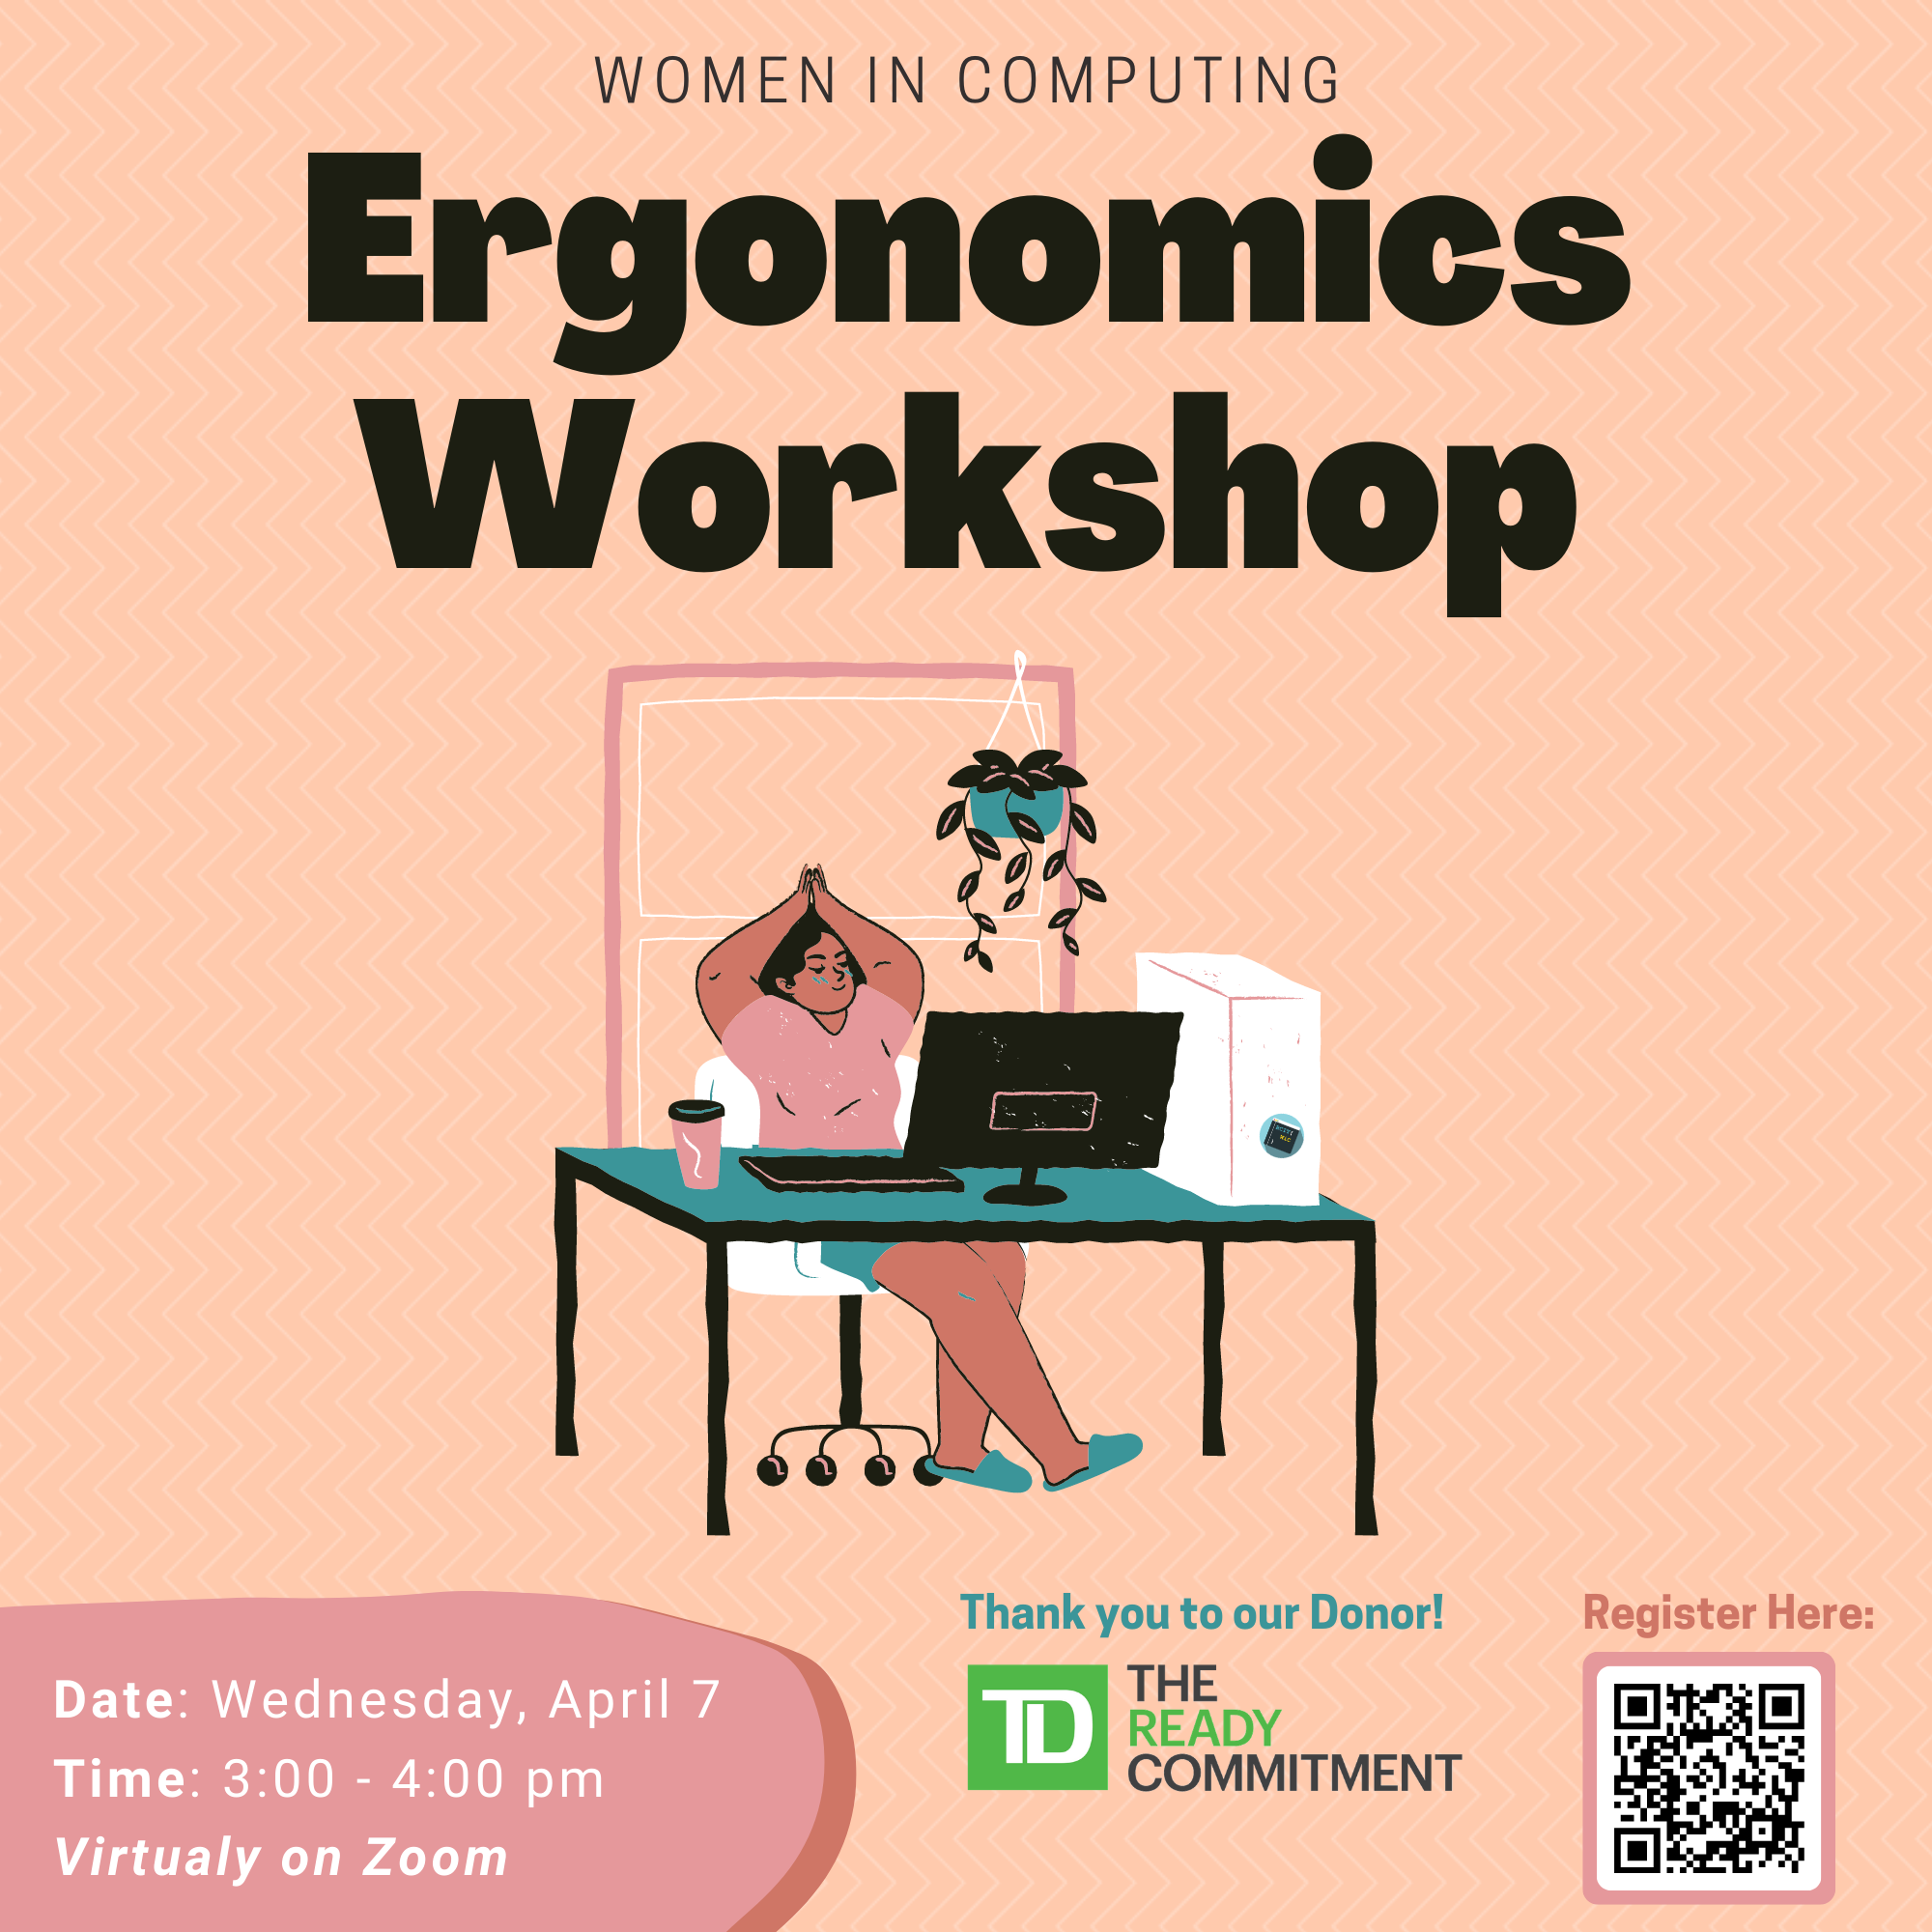 WOMEN IN COMPUTING
Ergonomics
Workshop
Thank you to our Donor!
TD
THE
READY
COMMITMENT
Register Here:
Date: Wednesday, April 7
Time: 3:00 - 4:00 pm
Virtualy on Zoom